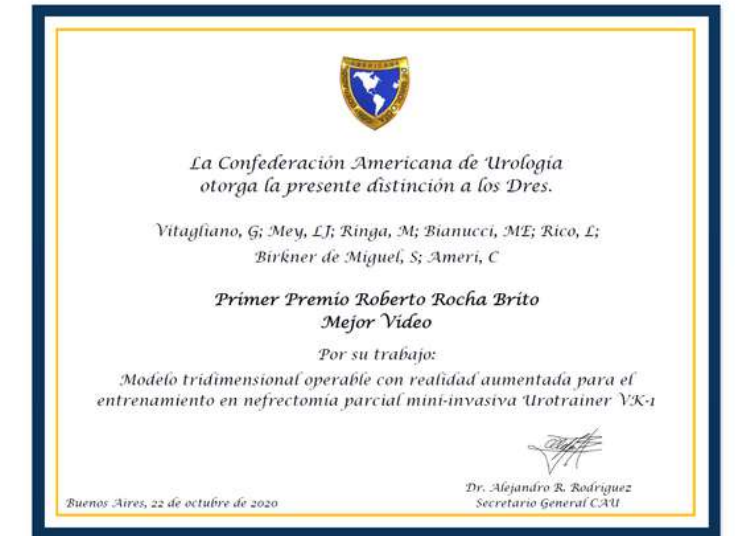 La Confederación Americana de Urología
otorga la presente distinción a los Dres.
Vitagliano, G; Mey, LJ; Ringa, M; Bianucci, ME; Rico, L;
Birkner de Miguel, S; Ameri, C
Primer Premio Roberto Rocha Brito
Mejor Video
Por su trabajo:
Modelo tridimensional operable con realidad aumentada para el
entrenamiento en nefrectomía parcial mini-invasiva Urotrainer VK-1
Dr. Alejandro R. Rodriguez
Secretario General CAU
Buenos Aires, 22 de octubre de 2020